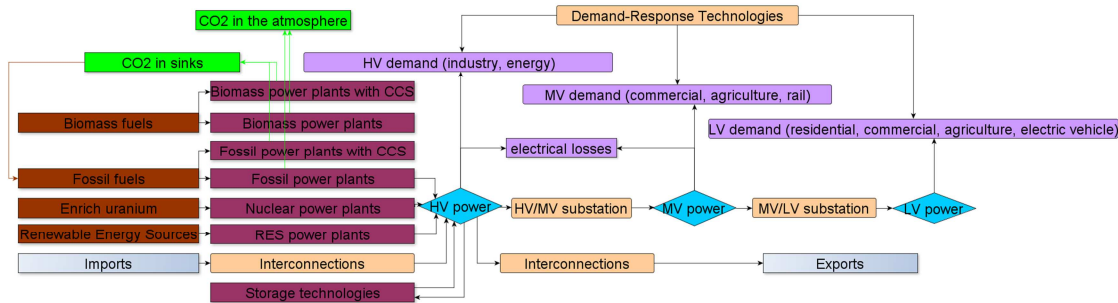 CO2 in the atmosphere
Demand-Response Technologies
CO2 in sinks
HV demand (industry, energy)
Biomass power plants with CCS
MV demand (commercial, agriculture, rail)
Biomass fuels
Biomass power plants
LV demand (residential, commercial, agriculture, electric vehicle)
Fossil power plants with CCS
electrical losses
Fossil fuels
Fossil power plants
Enrich uranium
Nuclear power plants
HV power
HV/MV substation
MV power
MV/LV substation
LV power
Renewable Energy Sources
RES power plants
Imports
Interconnections
Interconnections
Exports
Storage technologies